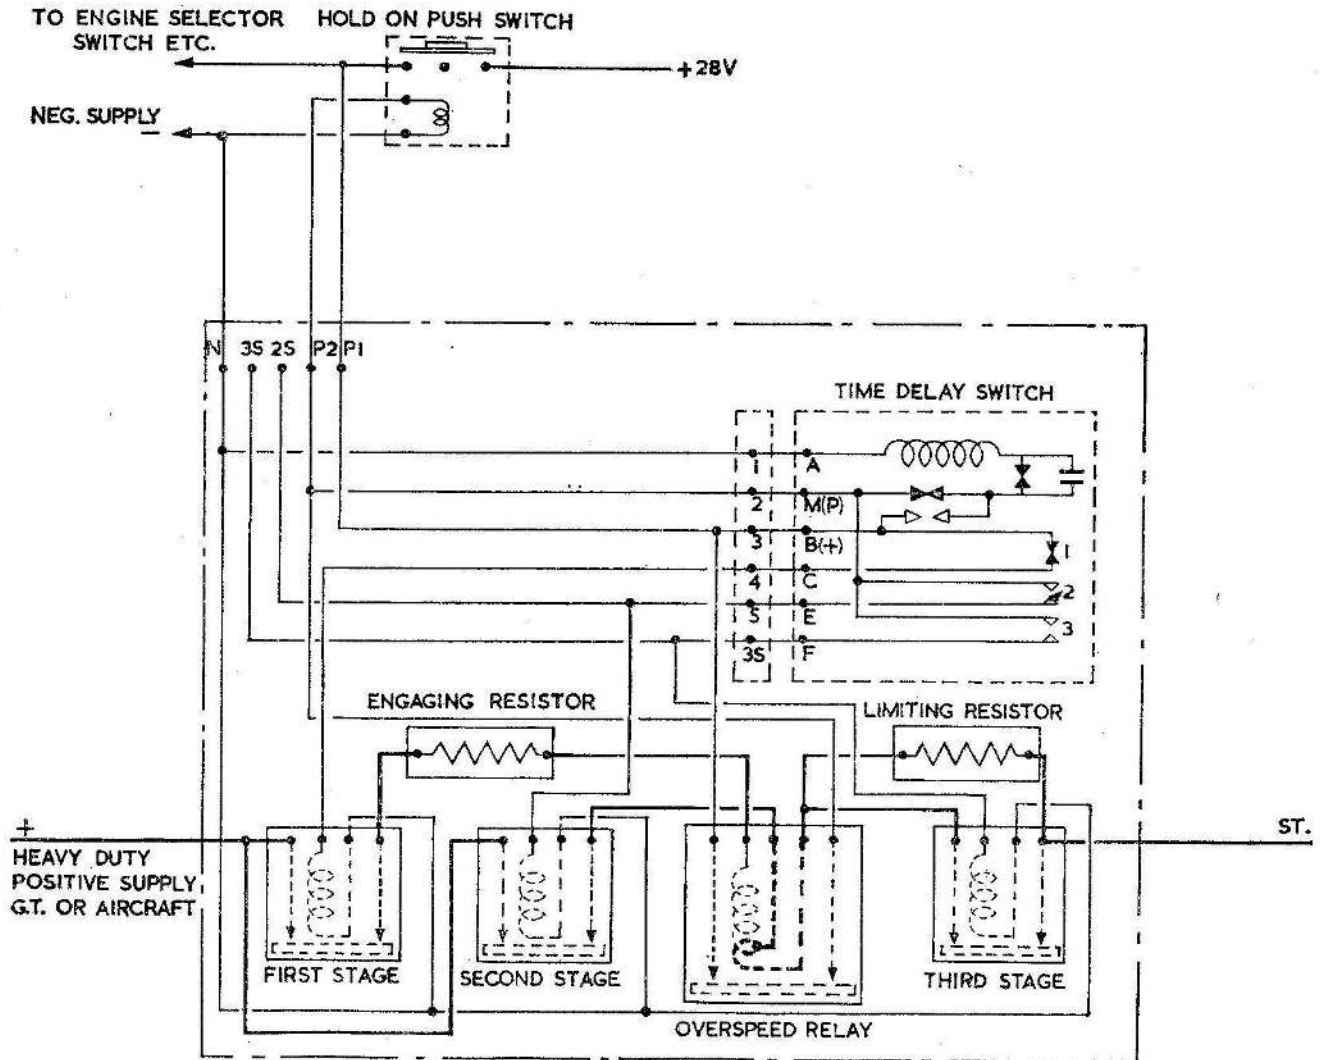 TO ENGINE SELECTOR
SWITCH ETC.
HOLD ON PUSH SWITCH
+28V
NEG. SUPPLY
–
N 3S 2S P2 P1
TIME DELAY SWITCH
1 A
2 M(P)
3 B(+)
1
4 C
2
5 E
3
3S F
ENGAGING RESISTOR
LIMITING RESISTOR
+
HEAVY DUTY
POSITIVE SUPPLY
G.T. OR AIRCRAFT
ST.
FIRST STAGE
SECOND STAGE
OVERSPEED RELAY
THIRD STAGE